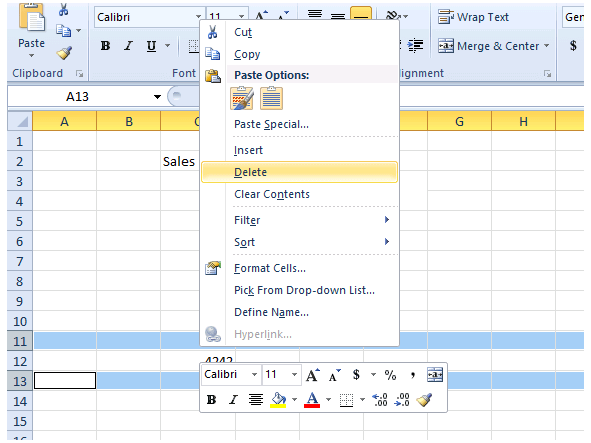 Calibri 11 A A Wrap Text Gen
Paste B I U Merge & Center $
Clipboard Font lignment
A13
A B C G H
1
2 Sales
3
4
5
6
7
8
9
10
11
12 4242
13
14
15
16
Cut
Copy
Paste Options:
Paste Special...
Insert
Delete
Clear Contents
Filter
Sort
Format Cells...
Pick From Drop-down List...
Define Name...
Hyperlink...
Calibri 11 A A $ % ,
B I A .00 .00